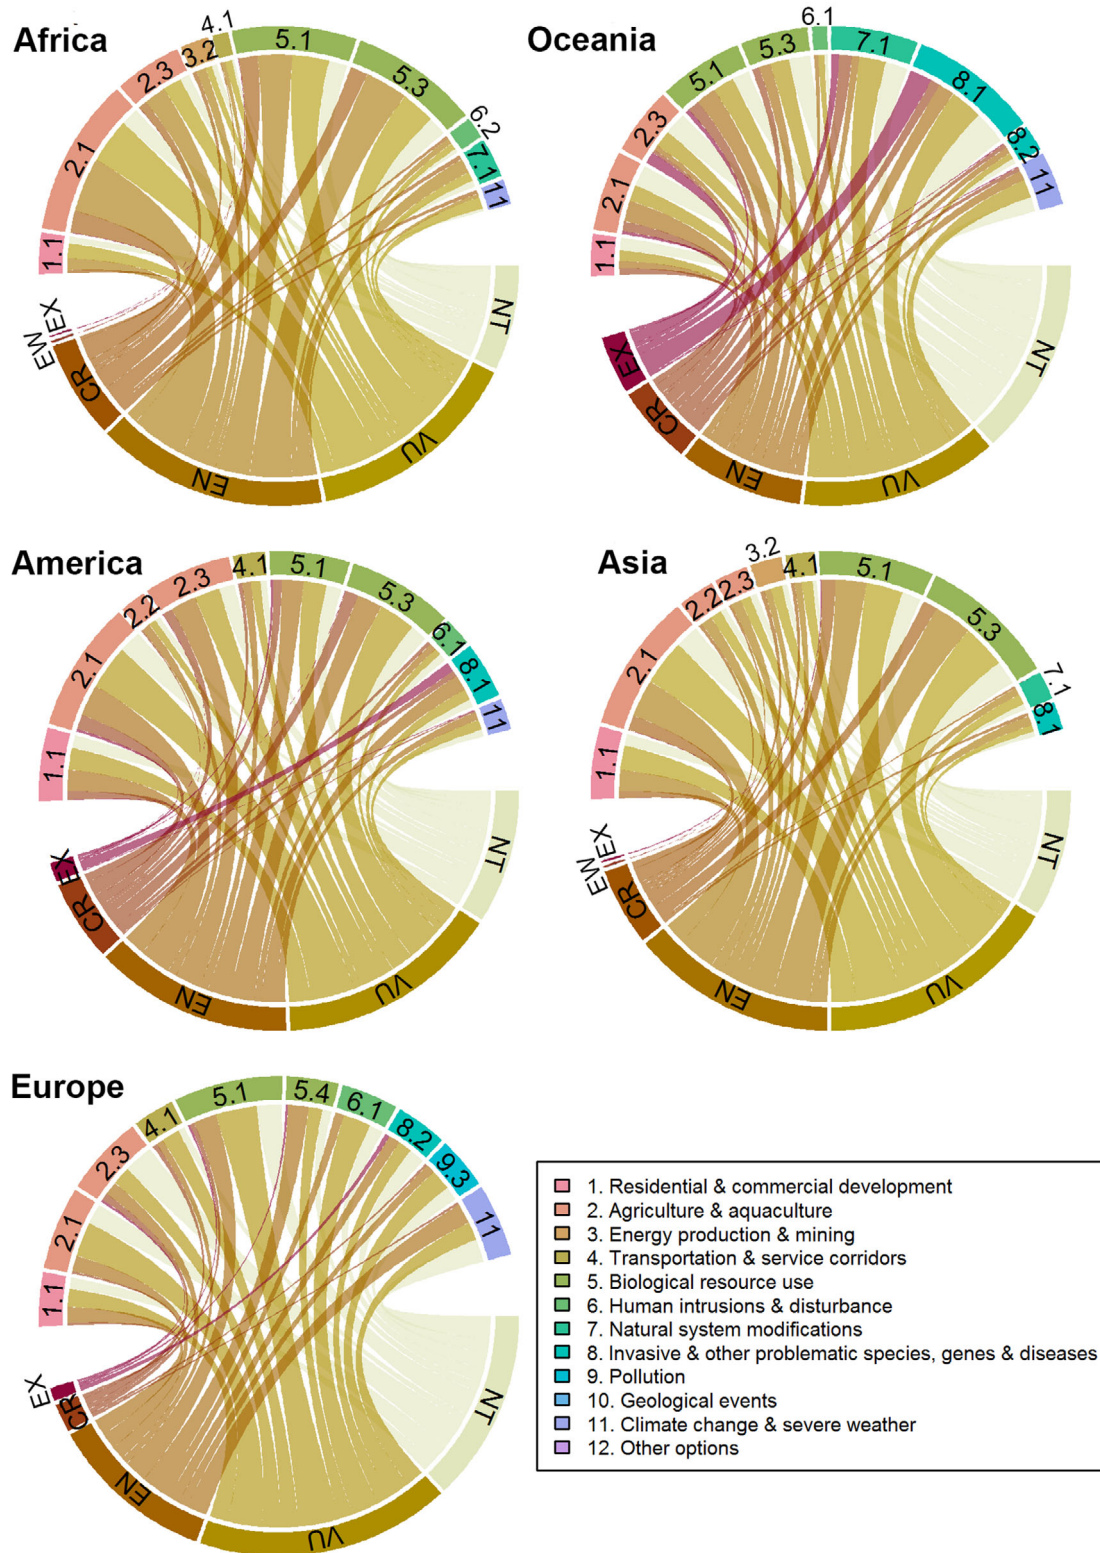 Africa
1.1
2.1
2.3
3.2
4.1
5.1
5.3
6.2
7.1
11
NT
VU
EN
CR
EW
EX
Oceania
1.1
2.1
2.3
5.1
5.3
6.1
7.1
8.1
8.2
11
NT
VU
EN
CR
EX
America
1.1
2.1
2.2
2.3
4.1
5.1
5.3
6.1
8.1
11
NT
VU
EN
CR
EX
Asia
1.1
2.1
2.2
2.3
3.2
4.1
5.1
5.3
7.1
8.1
NT
VU
EN
CR
EW
EX
Europe
1.1
2.1
2.3
4.1
5.1
5.4
6.1
8.2
9.3
11
NT
VU
EN
CR
EX
1. Residential & commercial development
2. Agriculture & aquaculture
3. Energy production & mining
4. Transportation & service corridors
5. Biological resource use
6. Human intrusions & disturbance
7. Natural system modifications
8. Invasive & other problematic species, genes & diseases
9. Pollution
10. Geological events
11. Climate change & severe weather
12. Other options